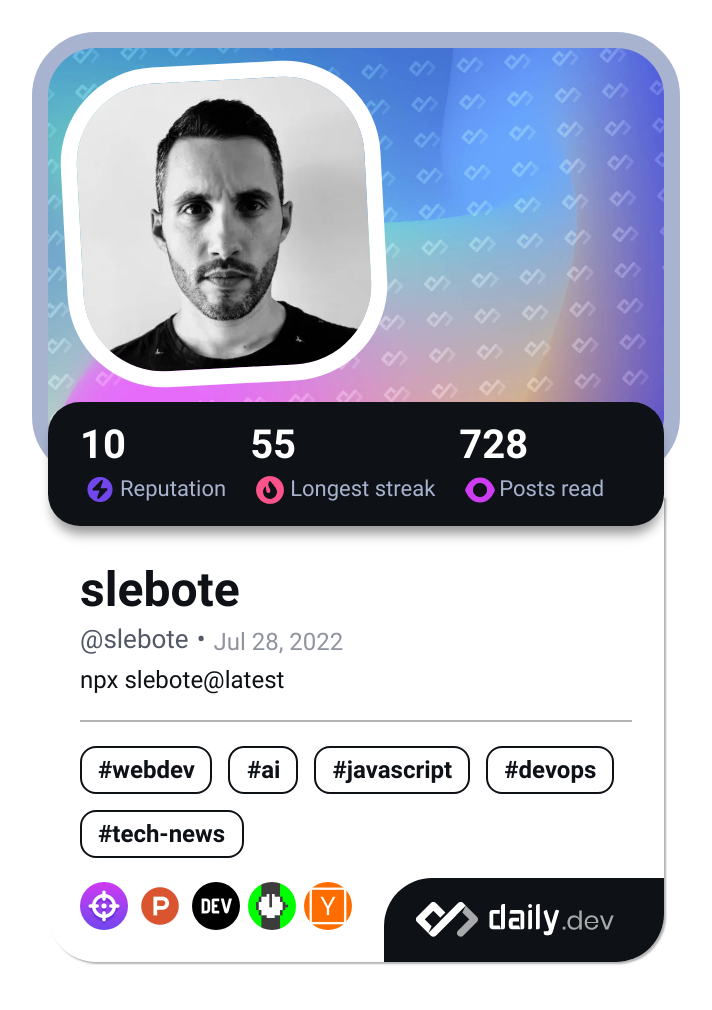 10 55 728
Reputation Longest streak Posts read
slebote
@slebote • Jul 28, 2022
npx slebote@latest
#webdev #ai #javascript #devops
#tech-news
P DEV Y
daily.dev